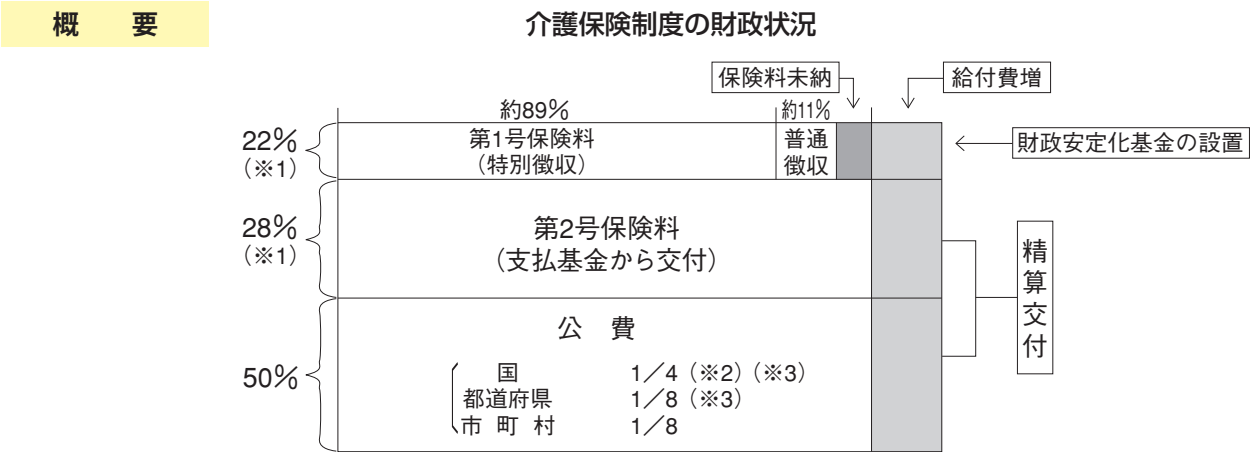 概 要
介護保険制度の財政状況
保険料未納
給付費増
約89%
約11%
22%
(※1)
第1号保険料
(特別徴収)
普通
徴収
財政安定化基金の設置
28%
(※1)
第2号保険料
(支払基金から交付)
精算交付
50%
公 費
国 1/4(※2)(※3)
都道府県 1/8(※3)
市 町 村 1/8